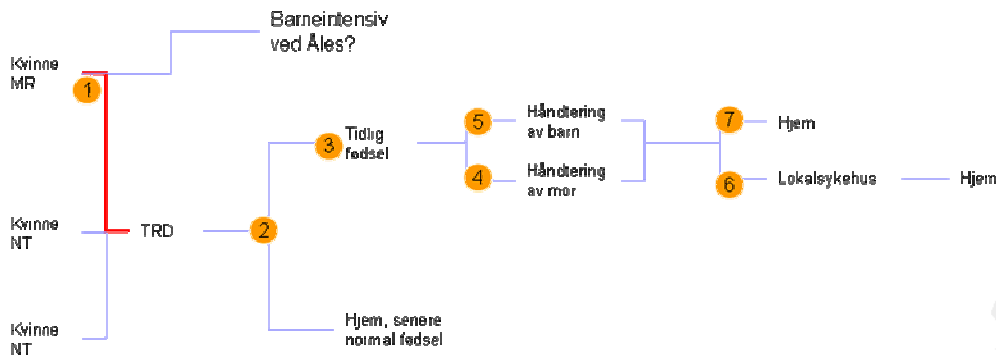 Barneintensiv
ved Åles?
Kvinne
MR
1
7
Hjem
5
Håndtering
av barn
3
Tidlig
fødsel
4
Håndtering
av mor
6
Lokalsykehus
Hjem
Kvinne
NT
TRD
2
Hjem, senere
normal fødsel
Kvinne
NT